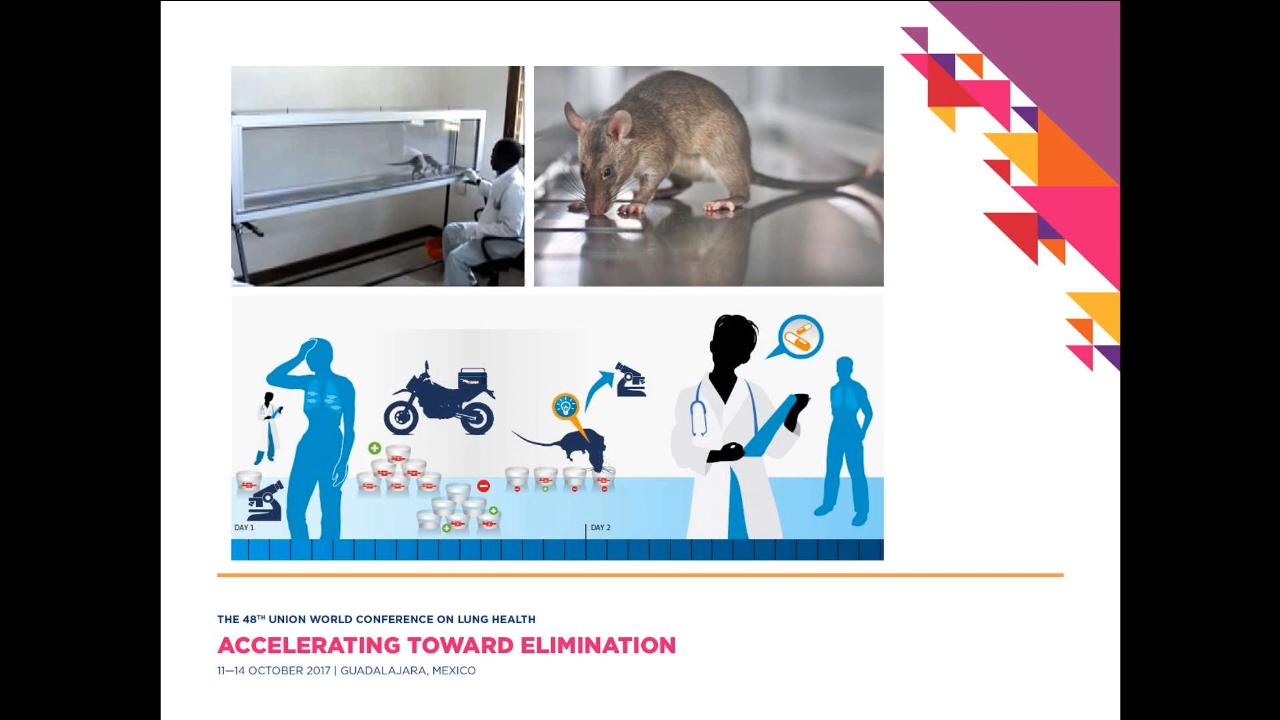 DAY 1
DAY 2
THE 48TH UNION WORLD CONFERENCE ON LUNG HEALTH
ACCELERATING TOWARD ELIMINATION
11—14 OCTOBER 2017 | GUADALAJARA, MEXICO